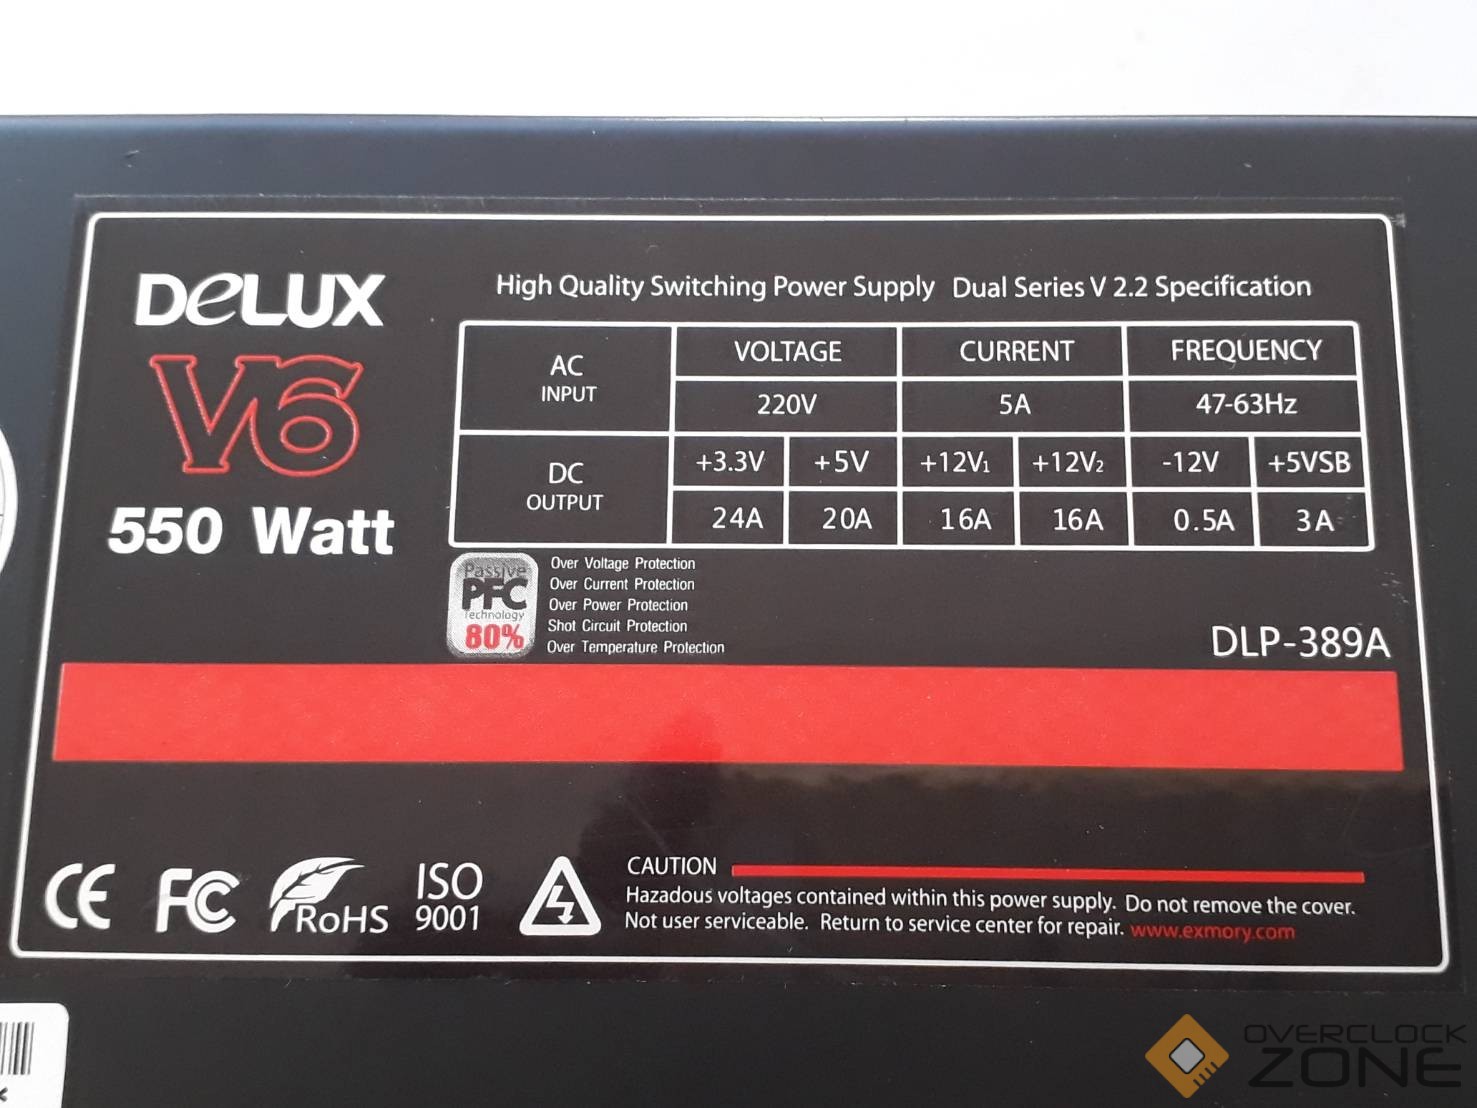 DeLUX
V6
550 Watt
High Quality Switching Power Supply Dual Series V 2.2 Specification
AC INPUT
VOLTAGE CURRENT FREQUENCY
220V 5A 47-63Hz
DC OUTPUT
+3.3V +5V +12V1 +12V2 -12V +5VSB
24A 20A 16A 16A 0.5A 3A
Passive
PFC
Technology
80%
Over Voltage Protection
Over Current Protection
Over Power Protection
Shot Circuit Protection
Over Temperature Protection
DLP-389A
CE FC RoHS ISO 9001
CAUTION
Hazadous voltages contained within this power supply. Do not remove the cover.
Not user serviceable. Return to service center for repair. www.exmory.com
OVERCLOCK
ZONE